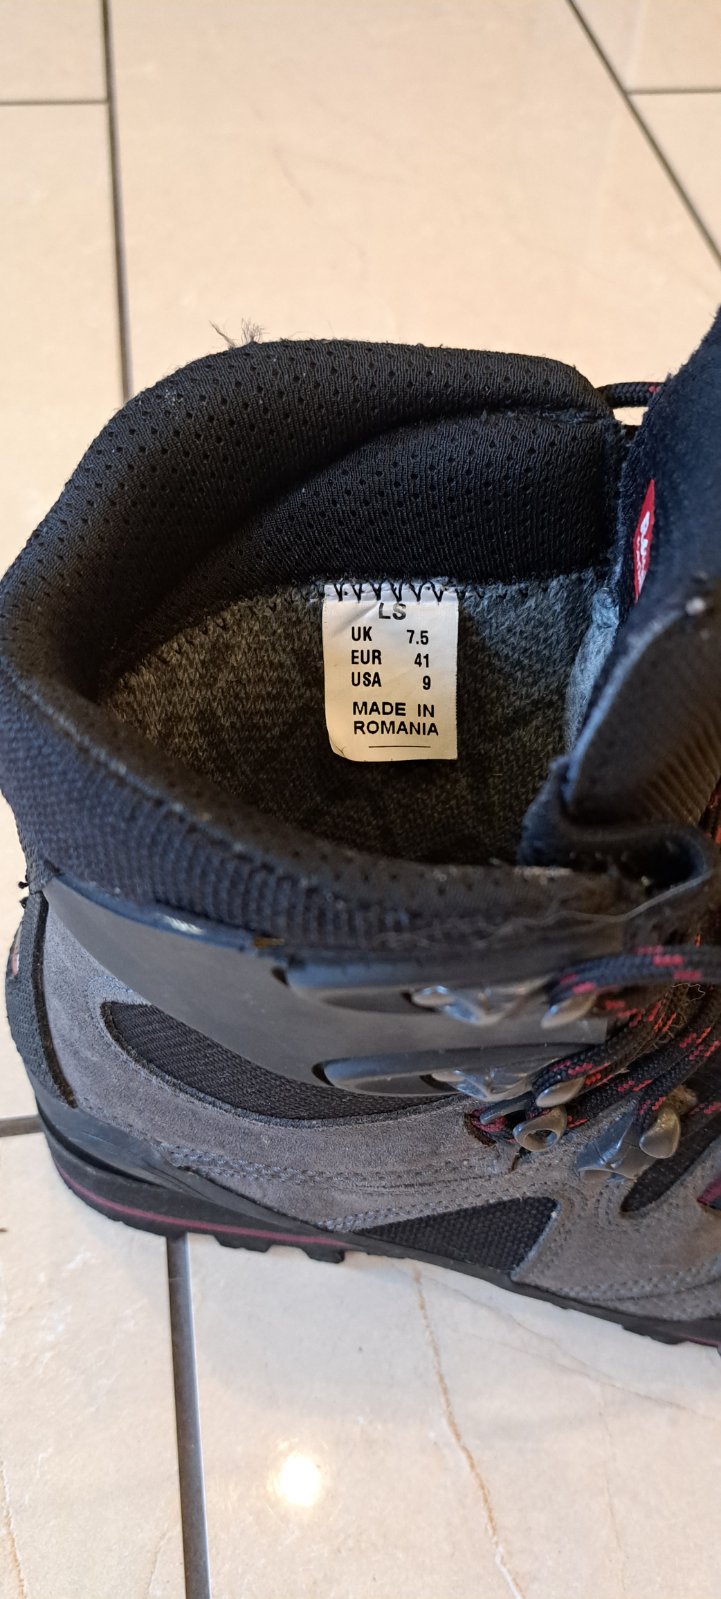 LS
UK 7.5
EUR 41
USA 9
MADE IN
ROMANIA